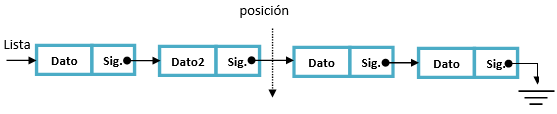 posición
Lista
Dato Sig. Dato2 Sig. Dato Sig. Dato Sig.